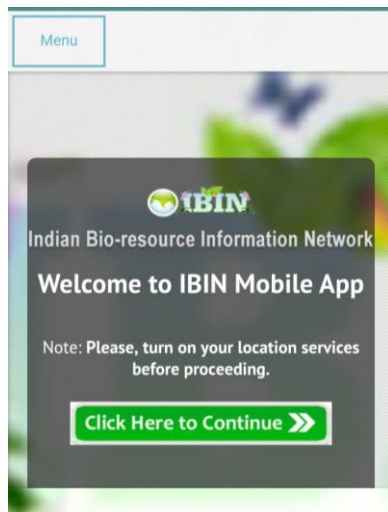 Menu
IBIN
Indian Bio-resource Information Network
Welcome to IBIN Mobile App
Note: Please, turn on your location services
before proceeding.
Click Here to Continue